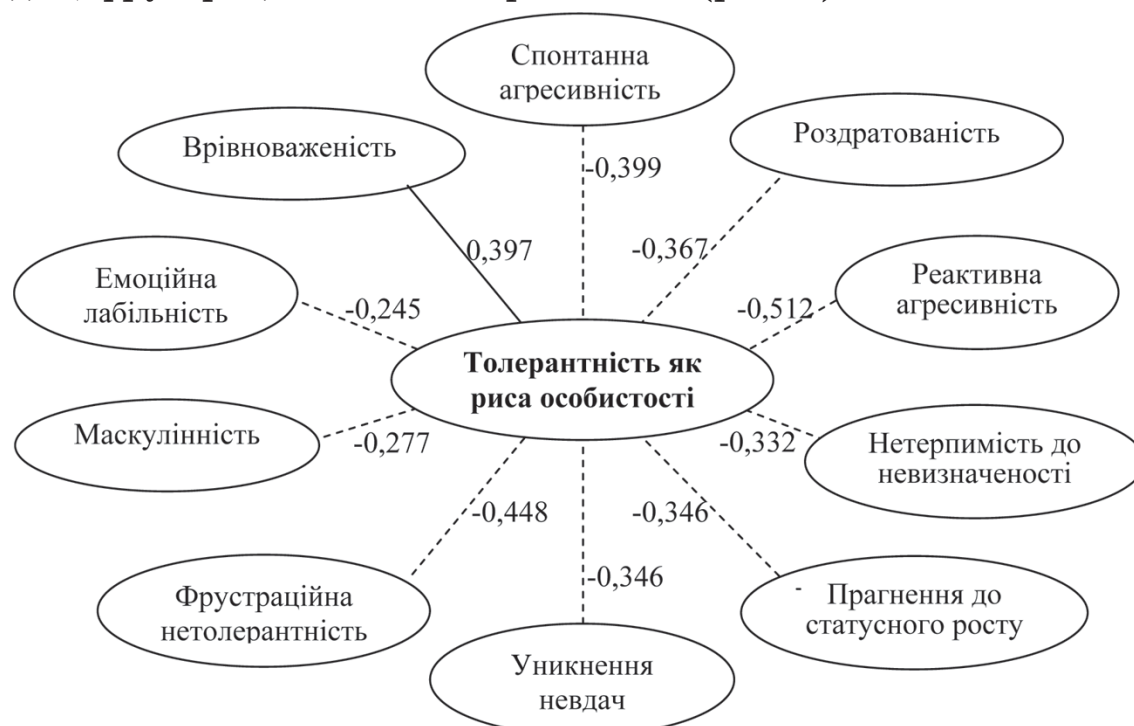 Спонтанна
агресивність
Врівноваженість
Роздратованість
-0,399
0,397
-0,367
Емоційна
лабільність
-0,245
-0,512
Реактивна
агресивність
Толерантність як
риса особистості
Маскулінність
-0,277
-0,332
Нетерпимість до
невизначеності
-0,448
-0,346
-0,346
Фрустраційна
нетолерантність
Прагнення до
статусного росту
Уникнення
невдач